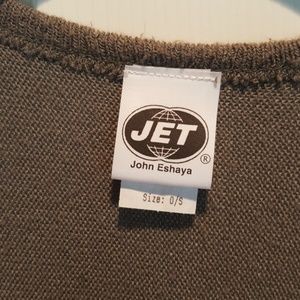 JET
®
John Eshaya
Size: O/S